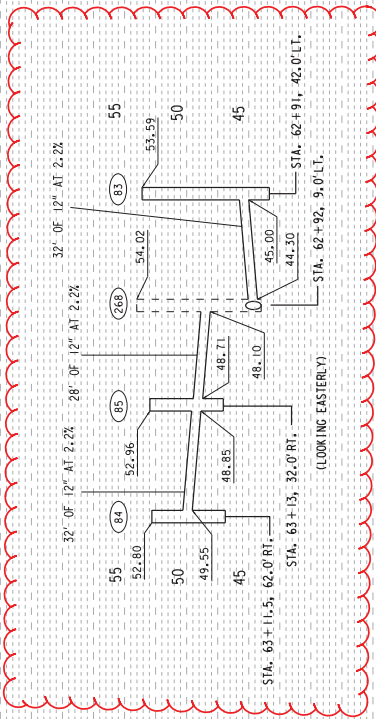 32' OF 12" AT 2.2%
28' OF 12" AT 2.2%
32' OF 12" AT 2.2%
84
85
268
83
55
52.80
52.96
54.02
53.59
55
50
50
49.55
48.85
48.71
48.10
45.00
44.30
45
45
STA. 63+11.5, 62.0'RT.
STA. 63+13, 32.0'RT.
STA. 62+92, 9.0'LT.
STA. 62+91, 42.0'LT.
(LOOKING EASTERLY)